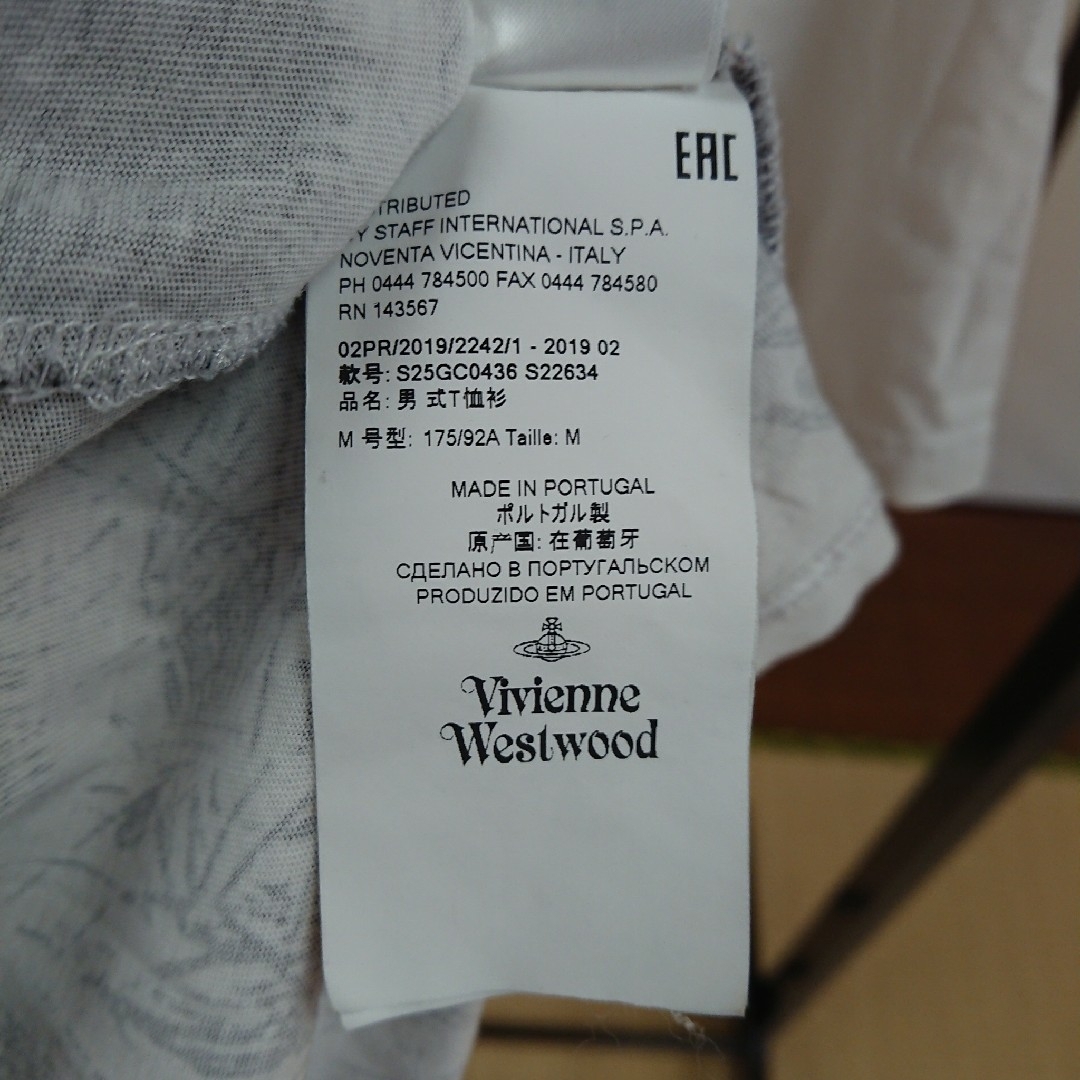 EAC
TRIBUTED
Y STAFF INTERNATIONAL S.P.A.
NOVENTA VICENTINA - ITALY
PH 0444 784500 FAX 0444 784580
RN 143567
02PR/2019/2242/1 - 2019 02
款号: S25GC0436 S22634
品名: 男 式T恤衫
M 号型: 175/92A Taille: M
MADE IN PORTUGAL
ポルトガル製
原产国: 在葡萄牙
СДЕЛАНО В ПОРТУГАЛЬСКОМ
PRODUZIDO EM PORTUGAL
Vivienne
Westwood